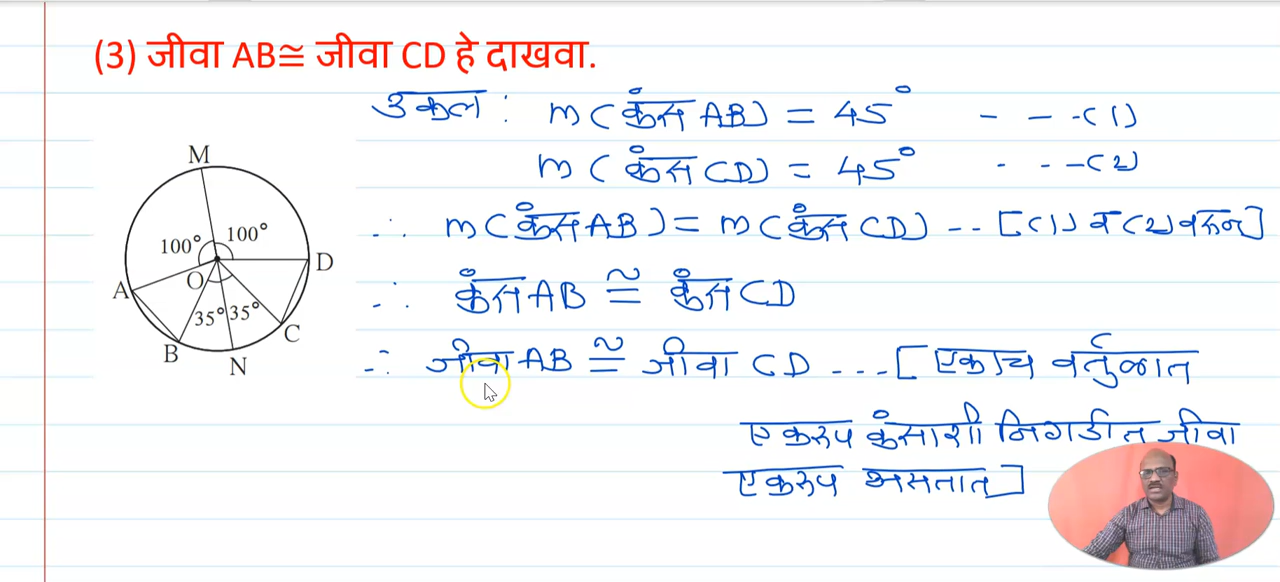 (3) जीवा AB≅ जीवा CD हे दाखवा.
उकल : m(कंस AB) = 45° - - -(1)
m(कंस CD) = 45° - - -(2)
∴ m(कंस AB) = m(कंस CD) -- [(1) व (2) वरून]
∴ कंस AB ≅ कंस CD
∴ जीवा AB ≅ जीवा CD --- [एकाच वर्तुळात
एकरूप कंसाशी निगडीत जीवा
एकरूप असतात]
M
100° 100°
A O D
35° 35°
B N C